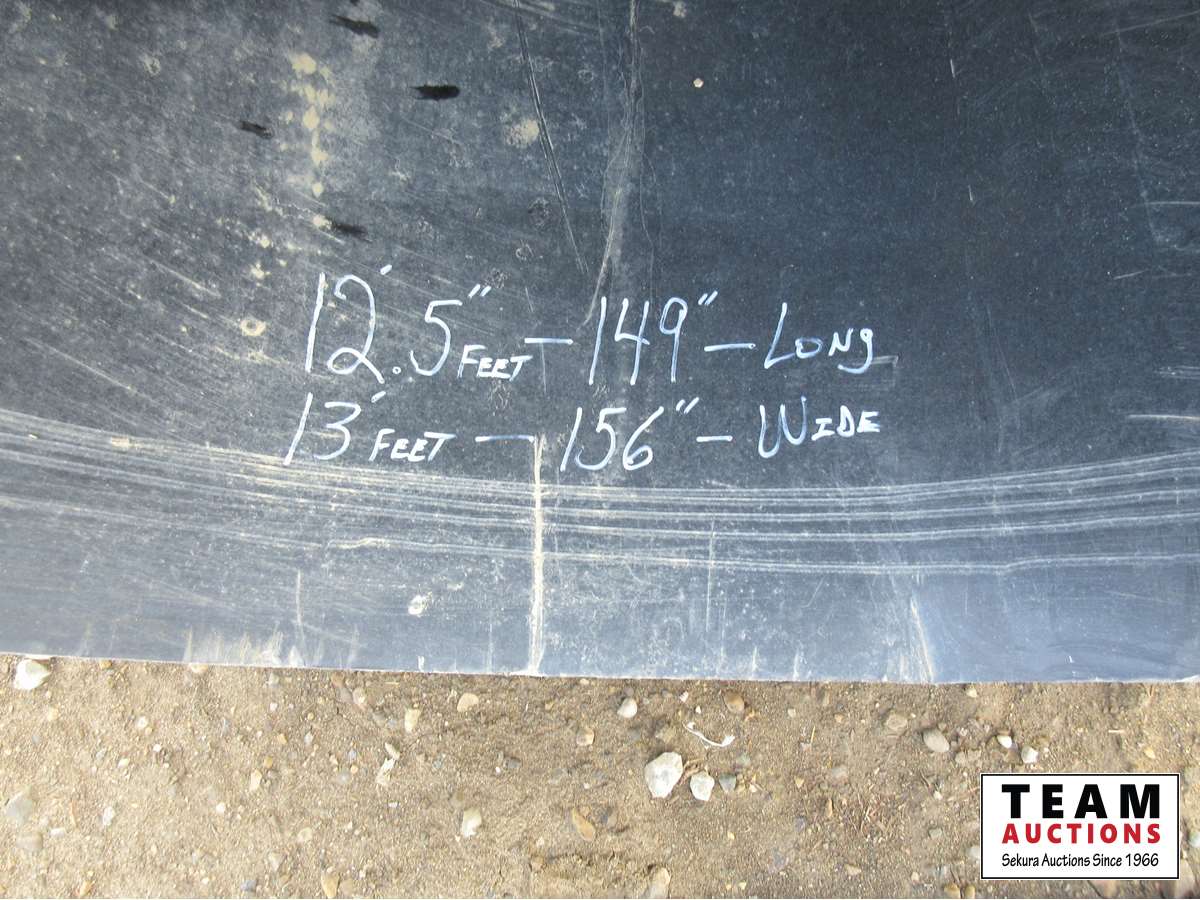 12'.5" FEET - 149" - LONg
13' FEET - 156" - WIDE
TEAM
AUCTIONS
Sekura Auctions Since 1966